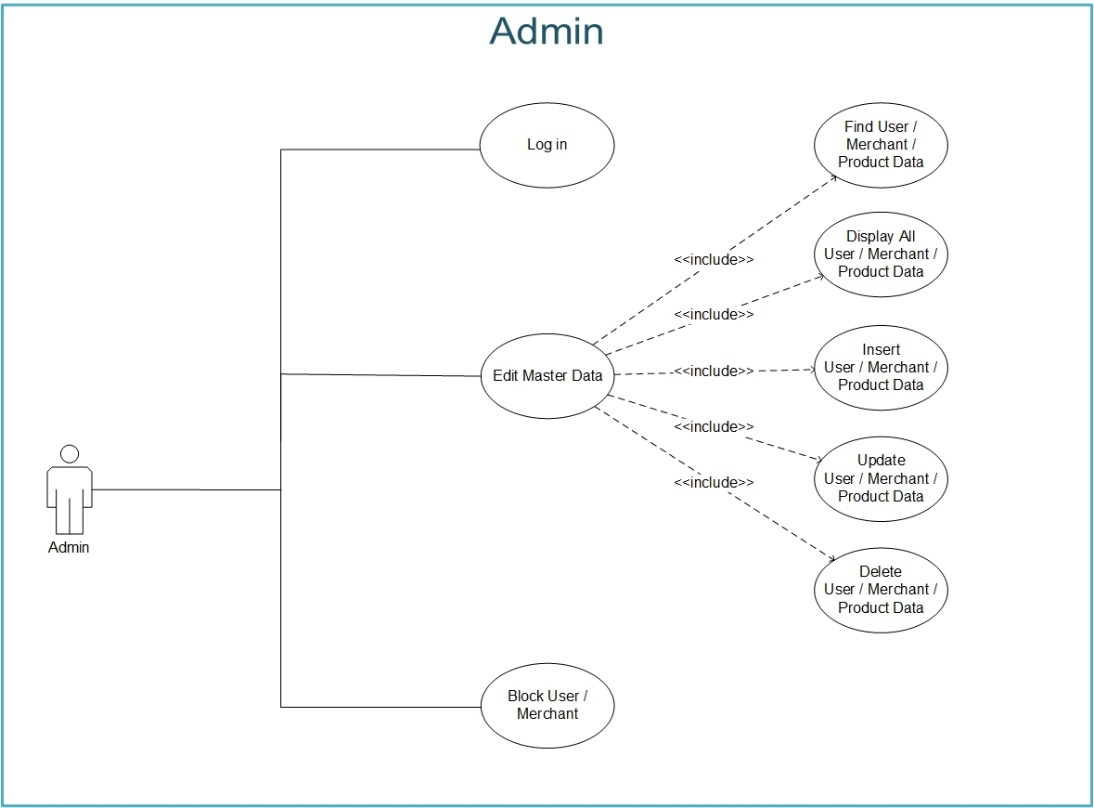 Admin
Log in
Find User /
Merchant /
Product Data
Display All
User / Merchant /
Product Data
<<include>>
<<include>>
Insert
User / Merchant /
Product Data
<<include>>
Edit Master Data
<<include>>
Update
User / Merchant /
Product Data
<<include>>
Admin
Delete
User / Merchant /
Product Data
Block User /
Merchant